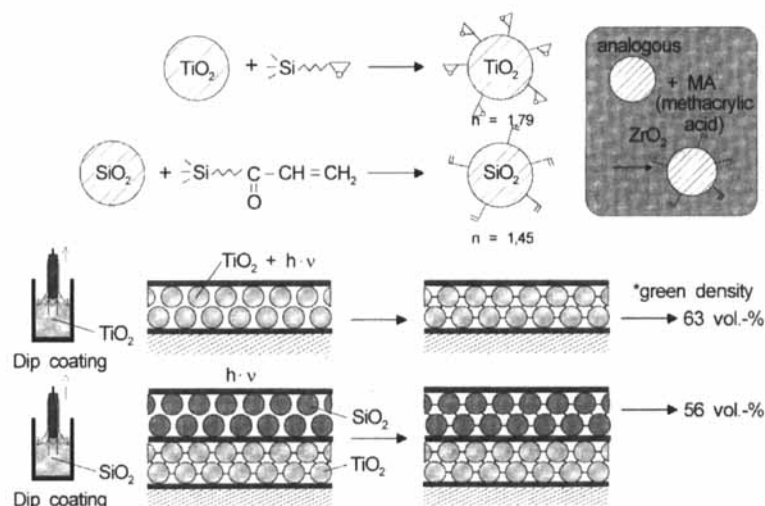 TiO₂ + Si TiO₂
n = 1,79
SiO₂ + Si C CH=CH₂ SiO₂
O
n = 1,45
analogous
+ MA
(methacrylic
acid)
ZrO₂
TiO₂ + h·ν
TiO₂
Dip coating
*green density
63 vol.-%
h·ν
SiO₂
TiO₂
SiO₂
Dip coating
56 vol.-%